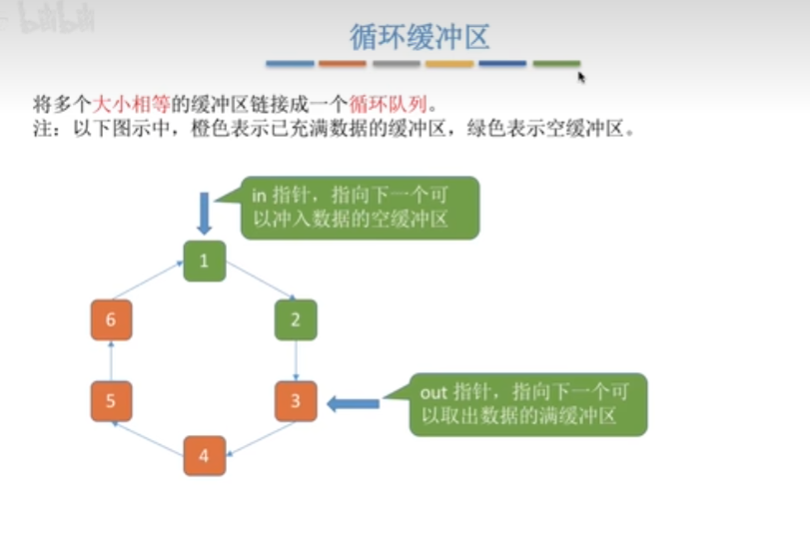 bilibili
循环缓冲区
将多个大小相等的缓冲区链接成一个循环队列。
注：以下图示中，橙色表示已充满数据的缓冲区，绿色表示空缓冲区。
in 指针，指向下一个可
以冲入数据的空缓冲区
1
6
2
5
3
out 指针，指向下一个可
以取出数据的满缓冲区
4